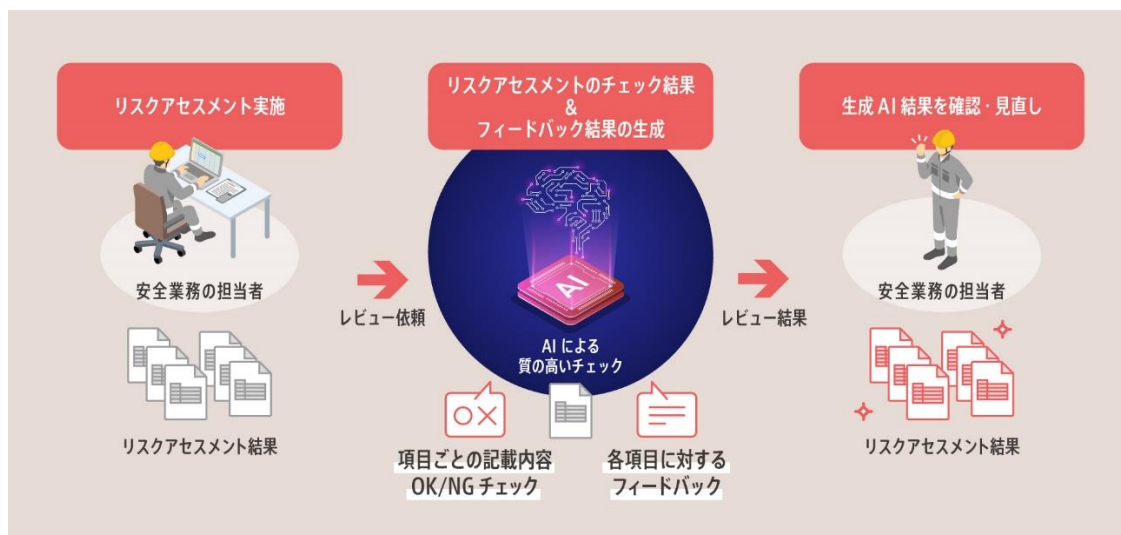 リスクアセスメント実施
安全業務の担当者
リスクアセスメント結果
レビュー依頼
リスクアセスメントのチェック結果
&
フィードバック結果の生成
AI
AIによる
質の高いチェック
項目ごとの記載内容
OK/NGチェック
各項目に対する
フィードバック
レビュー結果
生成AI結果を確認・見直し
安全業務の担当者
リスクアセスメント結果